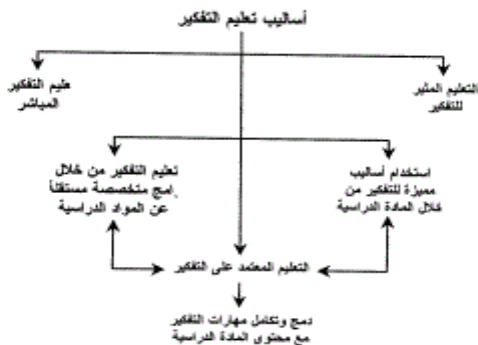 أساليب تعليم التفكير
التعليم المثير
للتفكير
عليم التفكير
المباشر
استخدام أساليب
مميزة للتفكير من
خلال المادة الدراسية
تعليم التفكير من خلال
رامج متخصصة مستقلاً
عن المواد الدراسية
التعليم المعتمد على التفكير
دمج وتكامل مهارات التفكير
مع محتوى المادة الدراسية